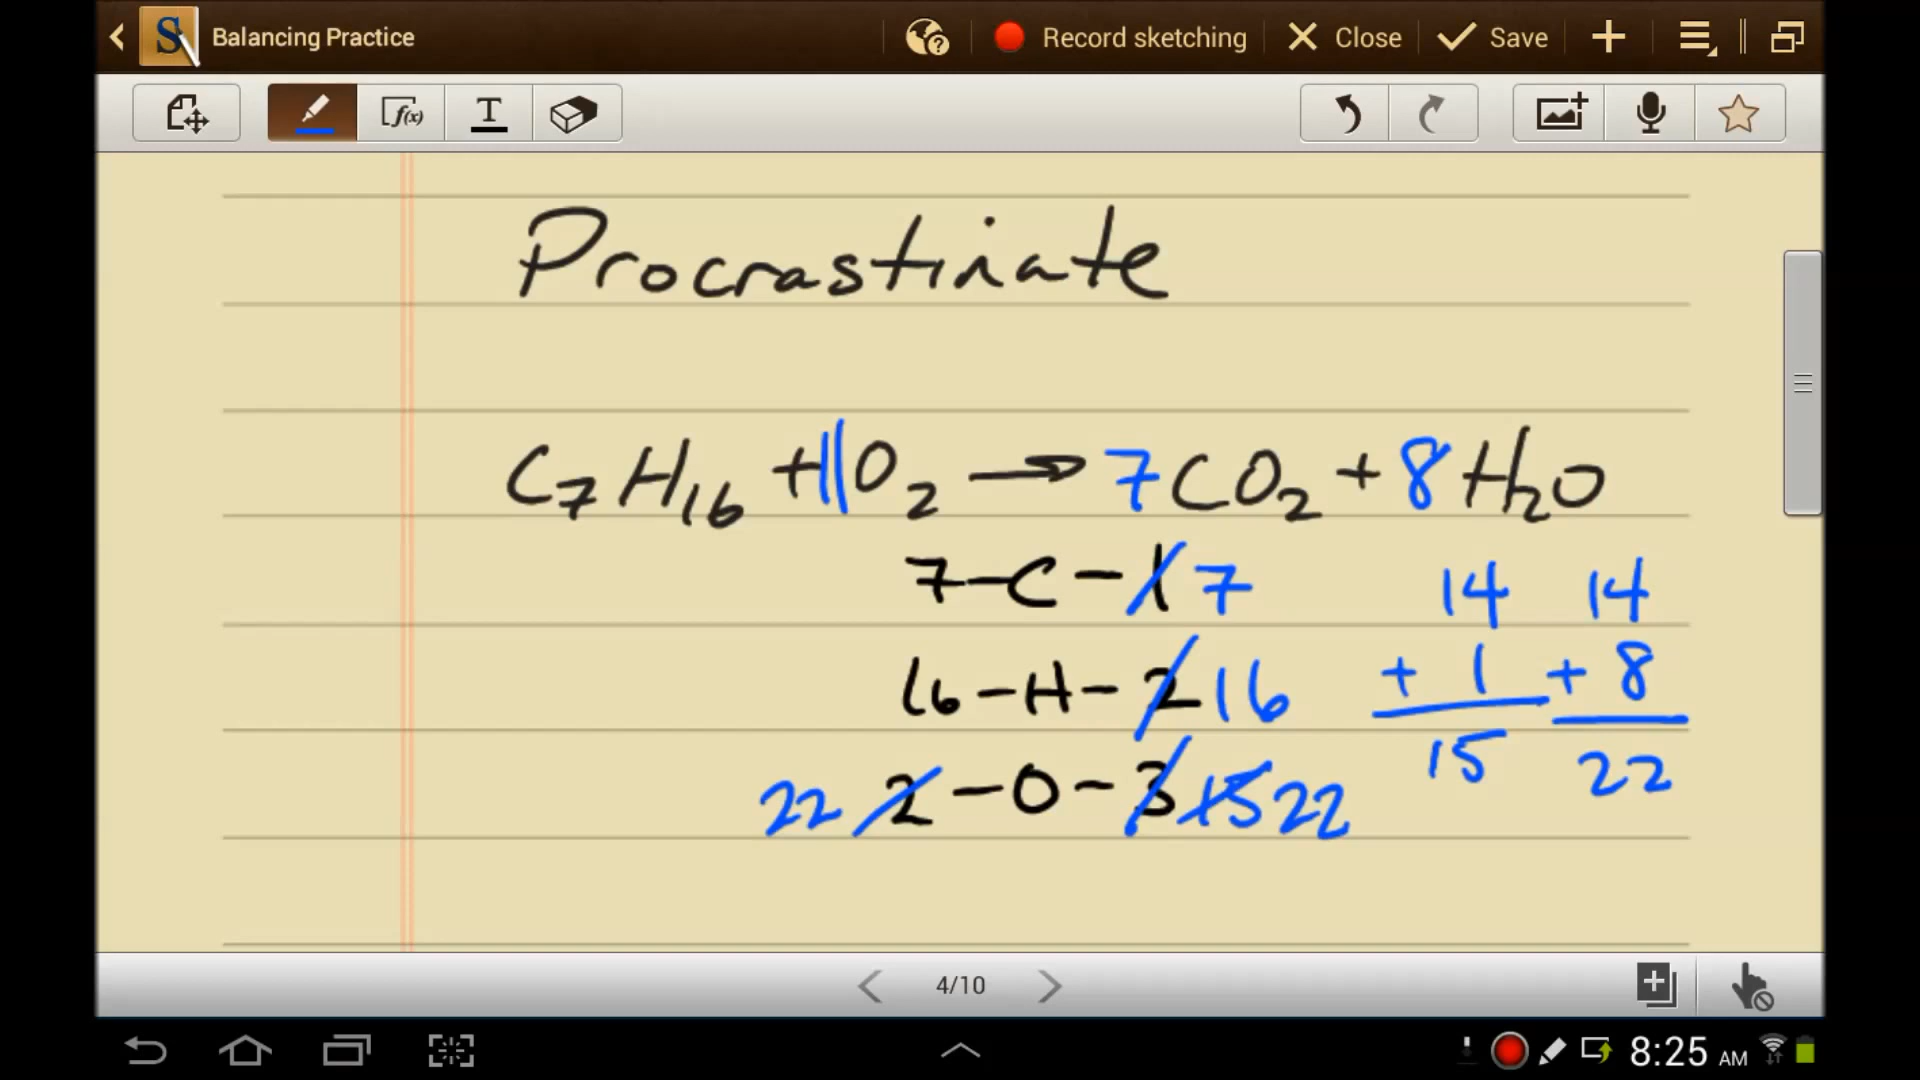 Balancing Practice Record sketching Close Save
f(x) T
Procrastinate
C7H16 + 11O2 → 7CO2 + 8H2O
7-C-1 7 14 14
16-H-2 16 + 1 + 8
22 2-O-3 15 22 15 22
4/10
8:25 AM